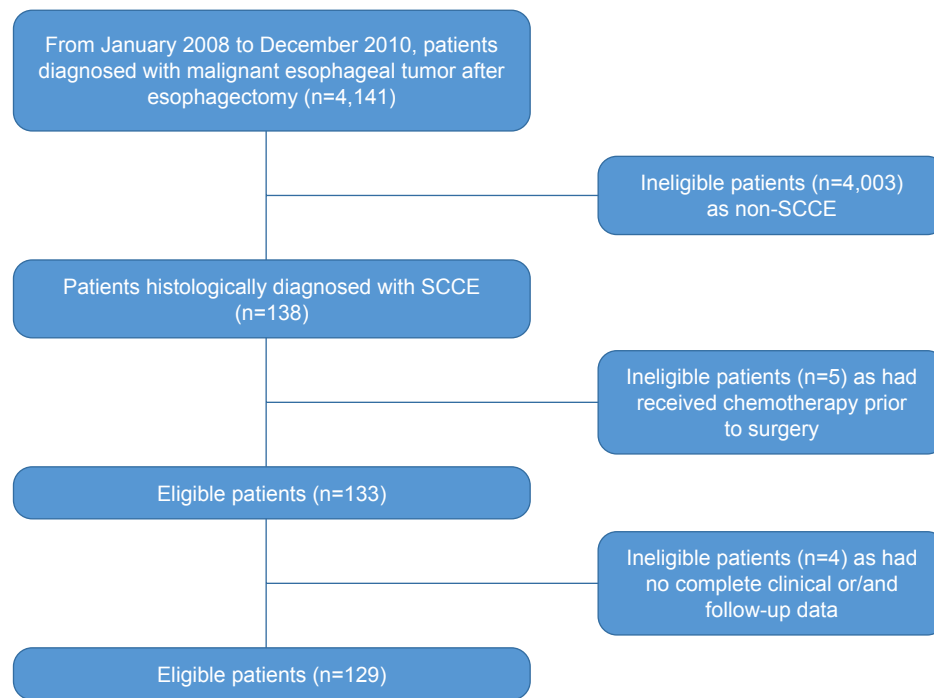 From January 2008 to December 2010, patients
diagnosed with malignant esophageal tumor after
esophagectomy (n=4,141)
Ineligible patients (n=4,003)
as non-SCCE
Patients histologically diagnosed with SCCE
(n=138)
Ineligible patients (n=5) as had
received chemotherapy prior
to surgery
Eligible patients (n=133)
Ineligible patients (n=4) as had
no complete clinical or/and
follow-up data
Eligible patients (n=129)